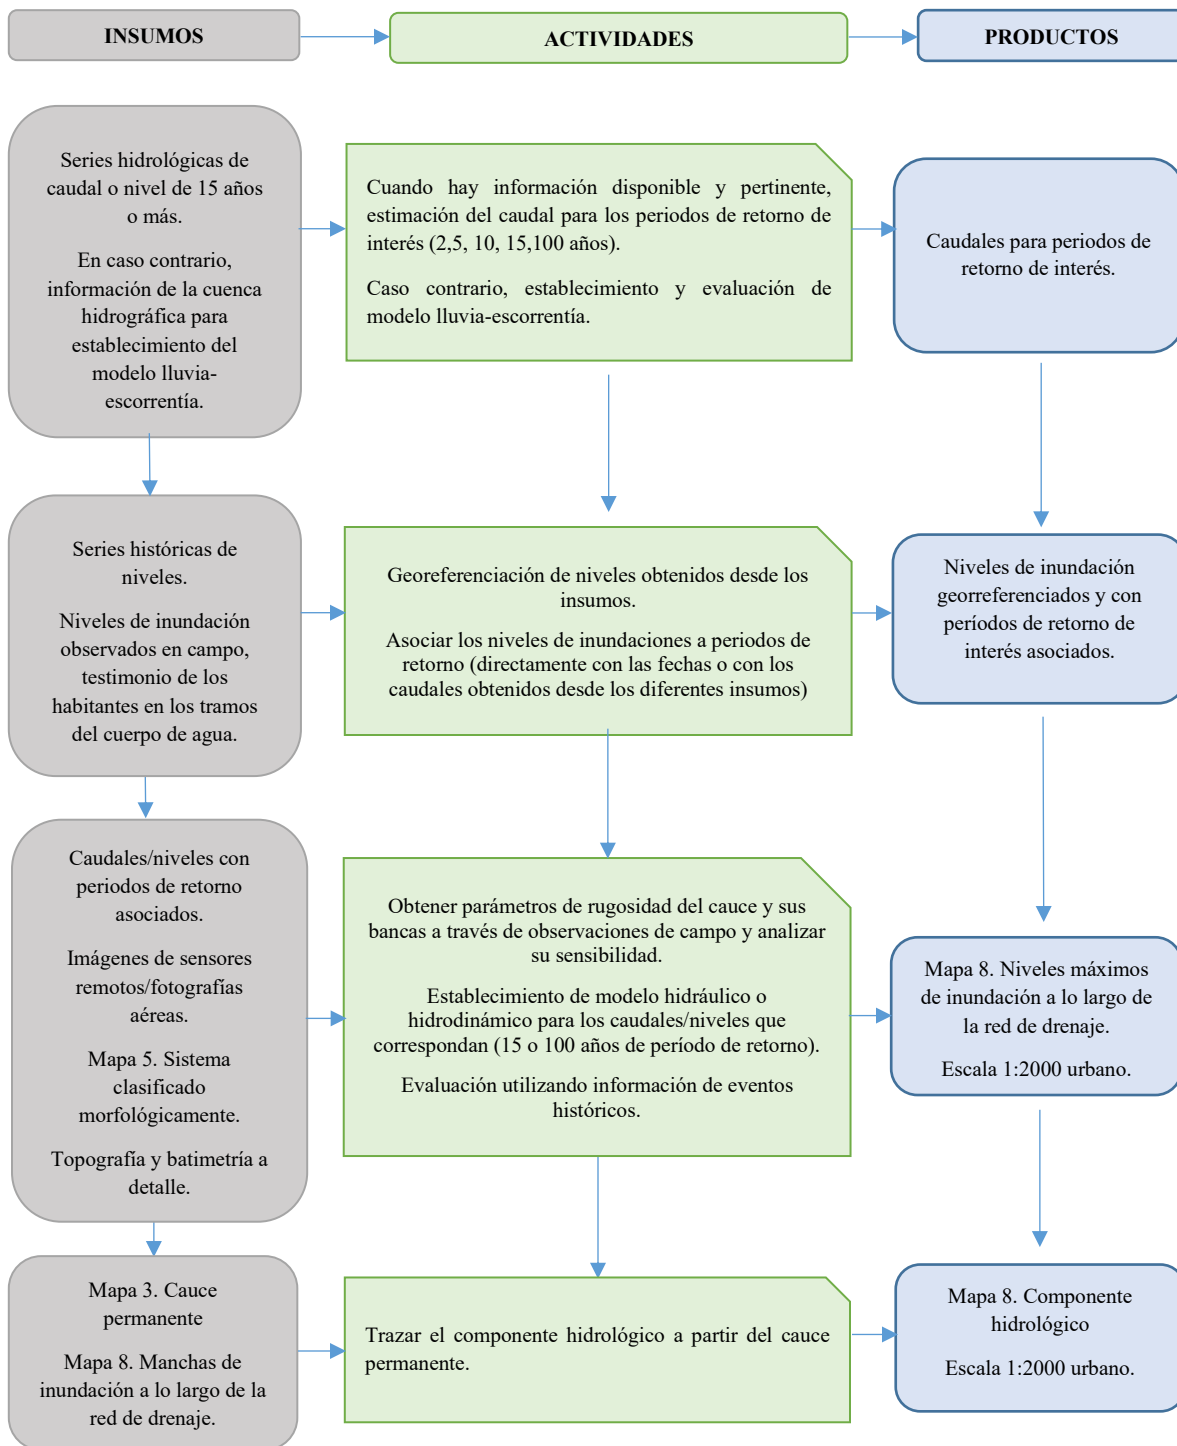 INSUMOS
ACTIVIDADES
PRODUCTOS
Series hidrológicas de
caudal o nivel de 15 años
o más.
En caso contrario,
información de la cuenca
hidrográfica para
establecimiento del
modelo lluvia-
escorrentía.
Cuando hay información disponible y pertinente,
estimación del caudal para los periodos de retorno de
interés (2,5, 10, 15,100 años).
Caso contrario, establecimiento y evaluación de
modelo lluvia-escorrentía.
Caudales para periodos de
retorno de interés.
Series históricas de
niveles.
Niveles de inundación
observados en campo,
testimonio de los
habitantes en los tramos
del cuerpo de agua.
Georeferenciación de niveles obtenidos desde los
insumos.
Asociar los niveles de inundaciones a periodos de
retorno (directamente con las fechas o con los
caudales obtenidos desde los diferentes insumos)
Niveles de inundación
georreferenciados y con
períodos de retorno de
interés asociados.
Caudales/niveles con
periodos de retorno
asociados.
Imágenes de sensores
remotos/fotografías
aéreas.
Mapa 5. Sistema
clasificado
morfológicamente.
Topografía y batimetría a
detalle.
Obtener parámetros de rugosidad del cauce y sus
bancas a través de observaciones de campo y analizar
su sensibilidad.
Establecimiento de modelo hidráulico o
hidrodinámico para los caudales/niveles que
correspondan (15 o 100 años de período de retorno).
Evaluación utilizando información de eventos
históricos.
Mapa 8. Niveles máximos
de inundación a lo largo de
la red de drenaje.
Escala 1:2000 urbano.
Mapa 3. Cauce
permanente
Mapa 8. Manchas de
inundación a lo largo de la
red de drenaje.
Trazar el componente hidrológico a partir del cauce
permanente.
Mapa 8. Componente
hidrológico
Escala 1:2000 urbano.